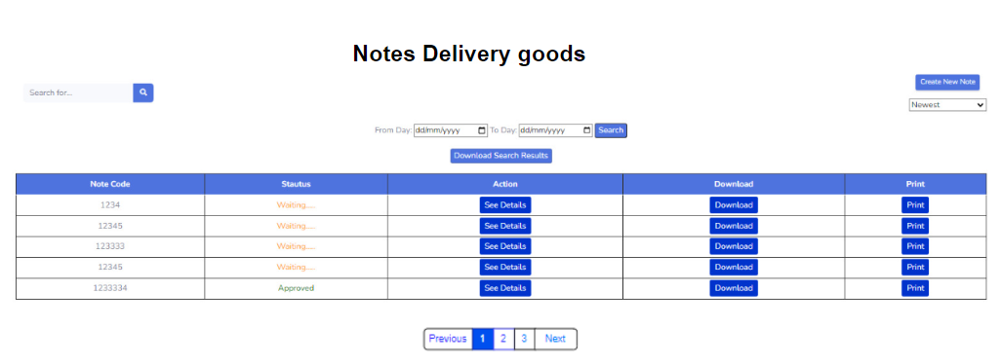 Notes Delivery goods
Search for...
Create New Note
Newest
From Day: dd/mm/yyyy To Day: dd/mm/yyyy Search
Download Search Results
Note Code Stautus Action Download Print
1234 Waiting..... See Details Download Print
12345 Waiting..... See Details Download Print
123333 Waiting..... See Details Download Print
12345 Waiting..... See Details Download Print
1233334 Approved See Details Download Print
Previous 1 2 3 Next